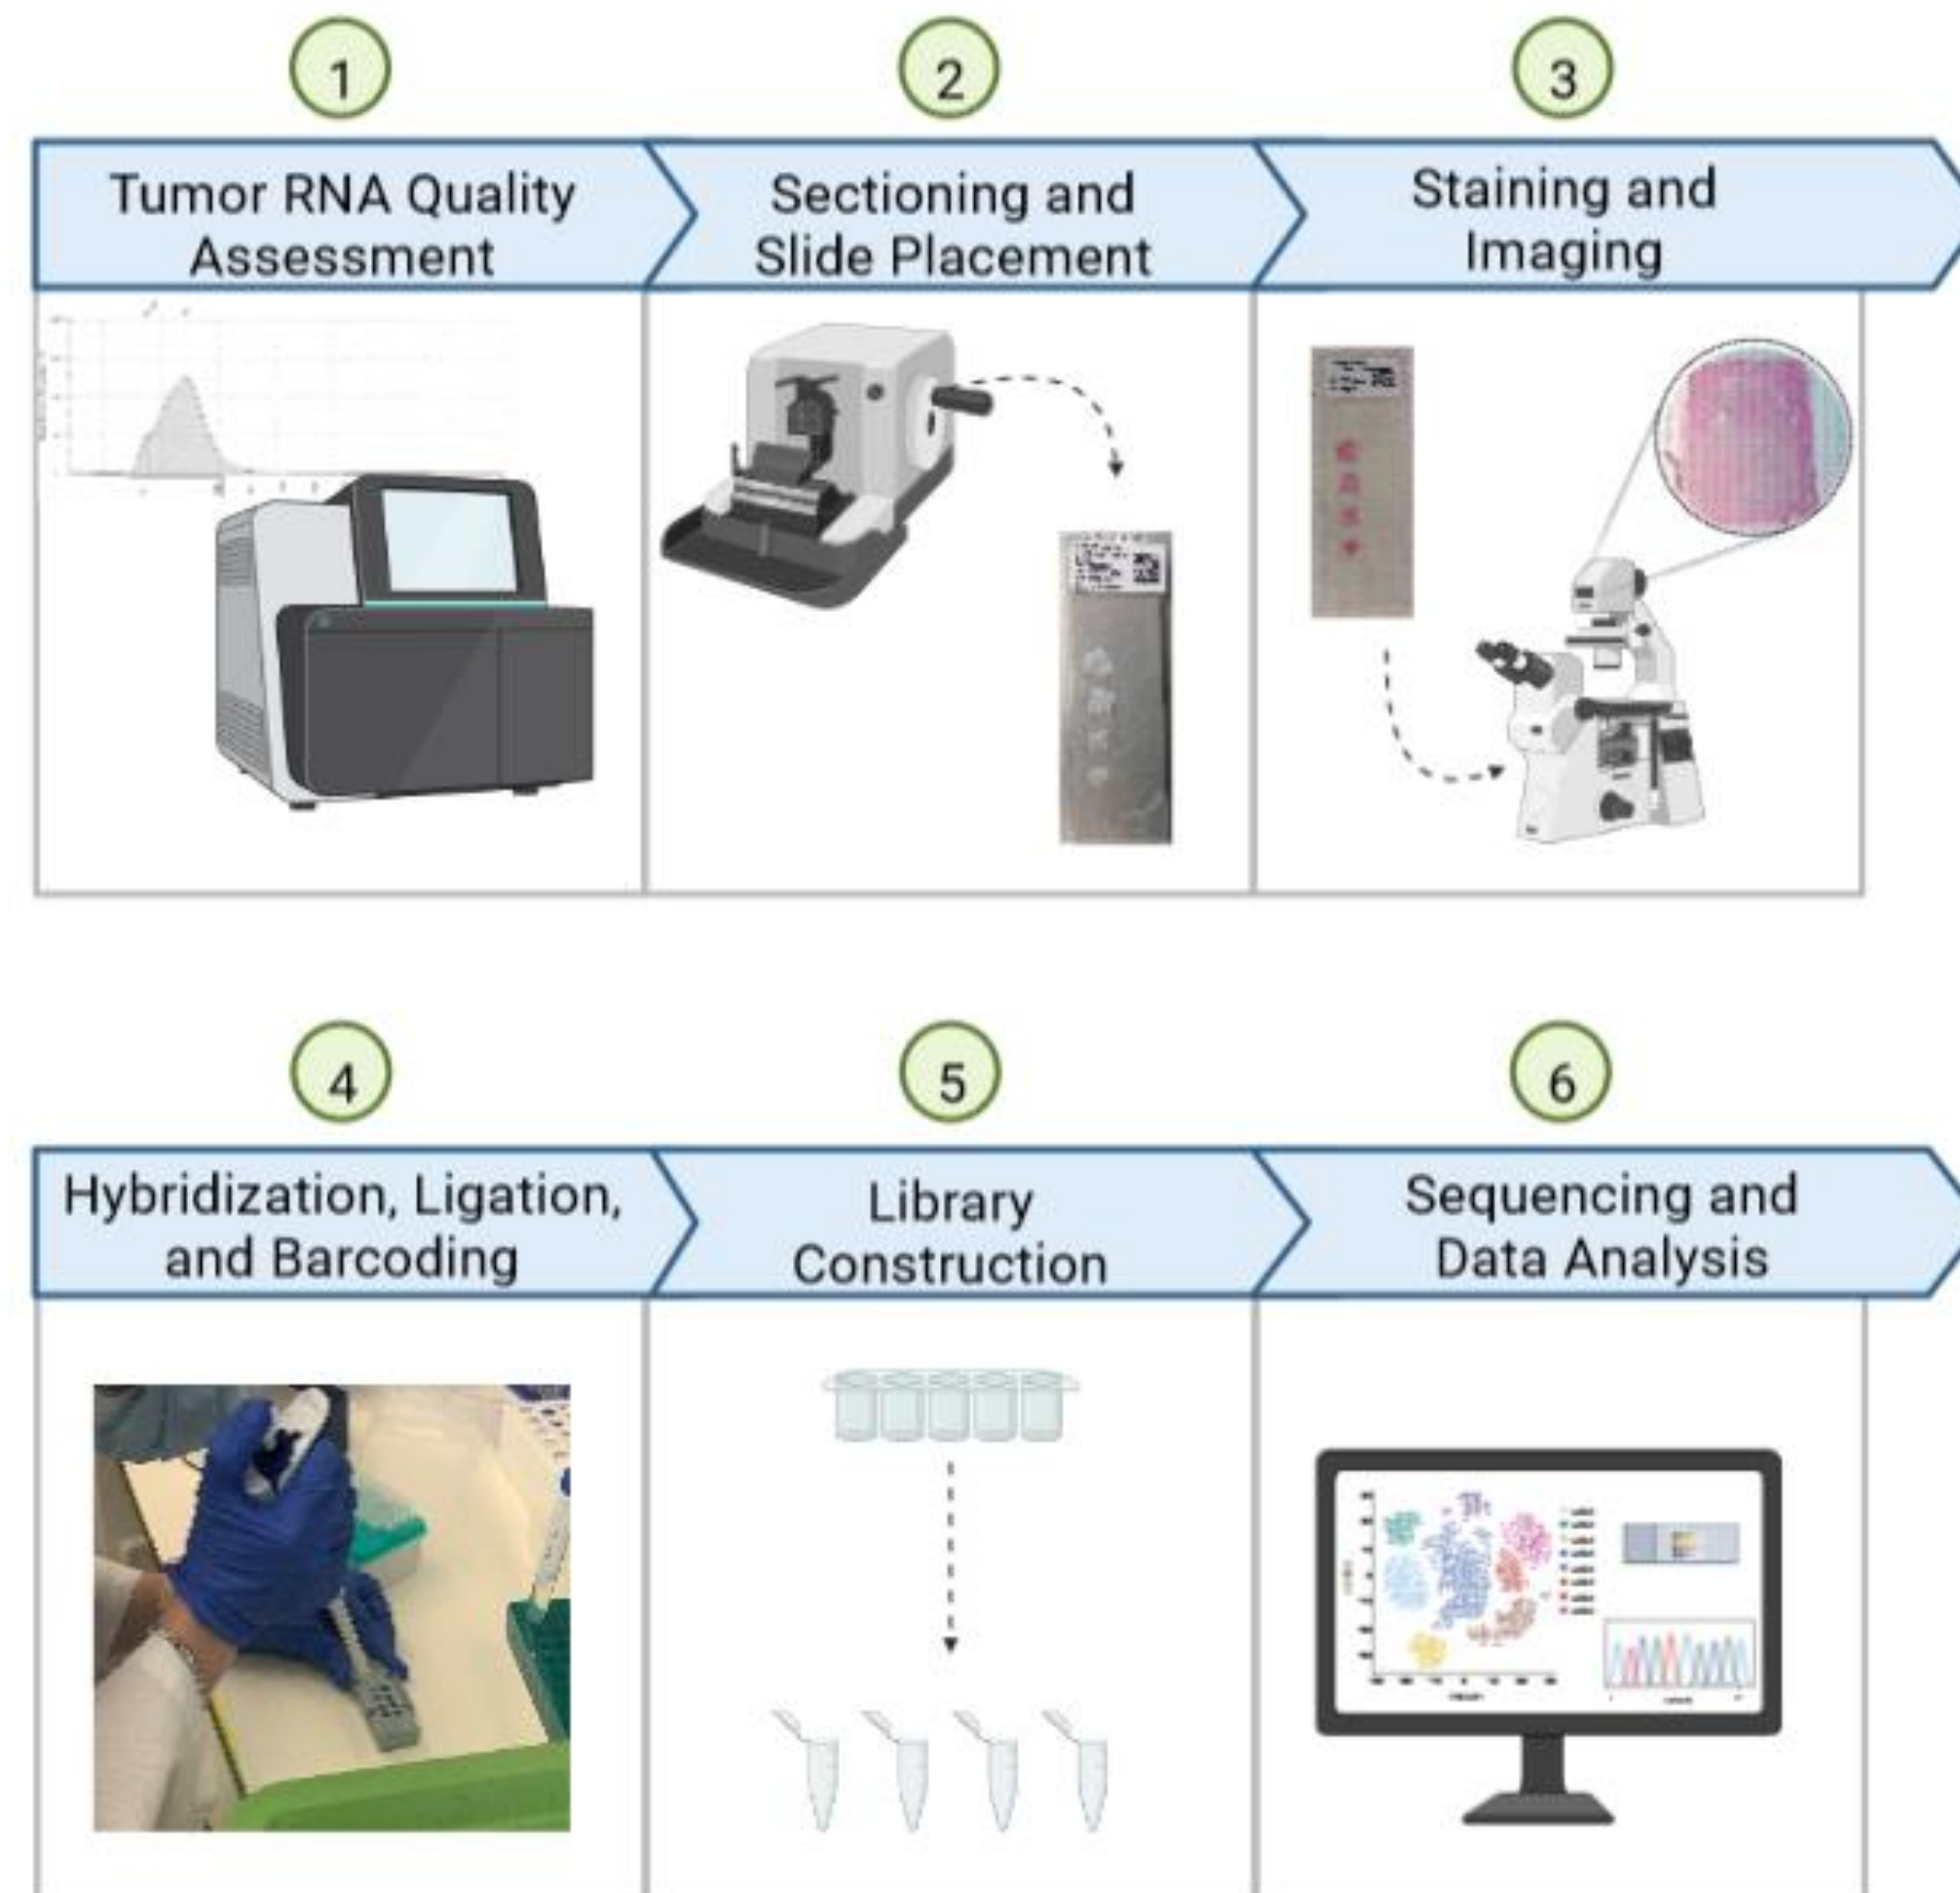 1
2
3
Tumor RNA Quality
Assessment
Sectioning and
Slide Placement
Staining and
Imaging
4
5
6
Hybridization, Ligation,
and Barcoding
Library
Construction
Sequencing and
Data Analysis